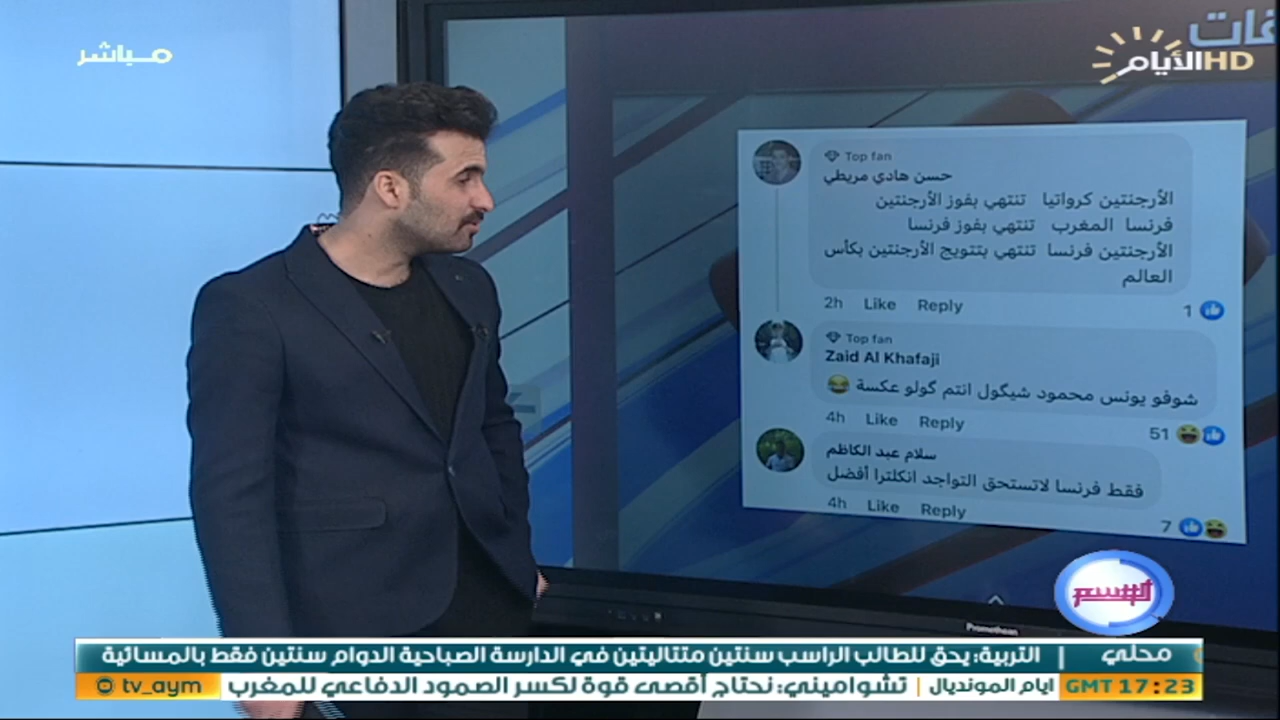 مباشر
فات
الأيام HD
Top fan
حسن هادي مريطي
الأرجنتين كرواتيا تنتهي بفوز الأرجنتين
فرنسا المغرب تنتهي بفوز فرنسا
الأرجنتين فرنسا تنتهي بتتويج الأرجنتين بكأس
العالم
2h Like Reply 1
Top fan
Zaid Al Khafaji
شوفو يونس محمود شيكول انتم گولو عكسة 😂
4h Like Reply 51
سلام عبد الكاظم
فقط فرنسا لاتستحق التواجد انكلترا أفضل
4h Like Reply 7
Promethean
محلي | التربية: يحق للطالب الراسب سنتين متتاليتين في الدارسة الصباحية الدوام سنتين فقط بالمسائية
GMT 17:23 ايام المونديال | تشواميني: نحتاج أقصى قوة لكسر الصمود الدفاعي للمغرب tv_aym